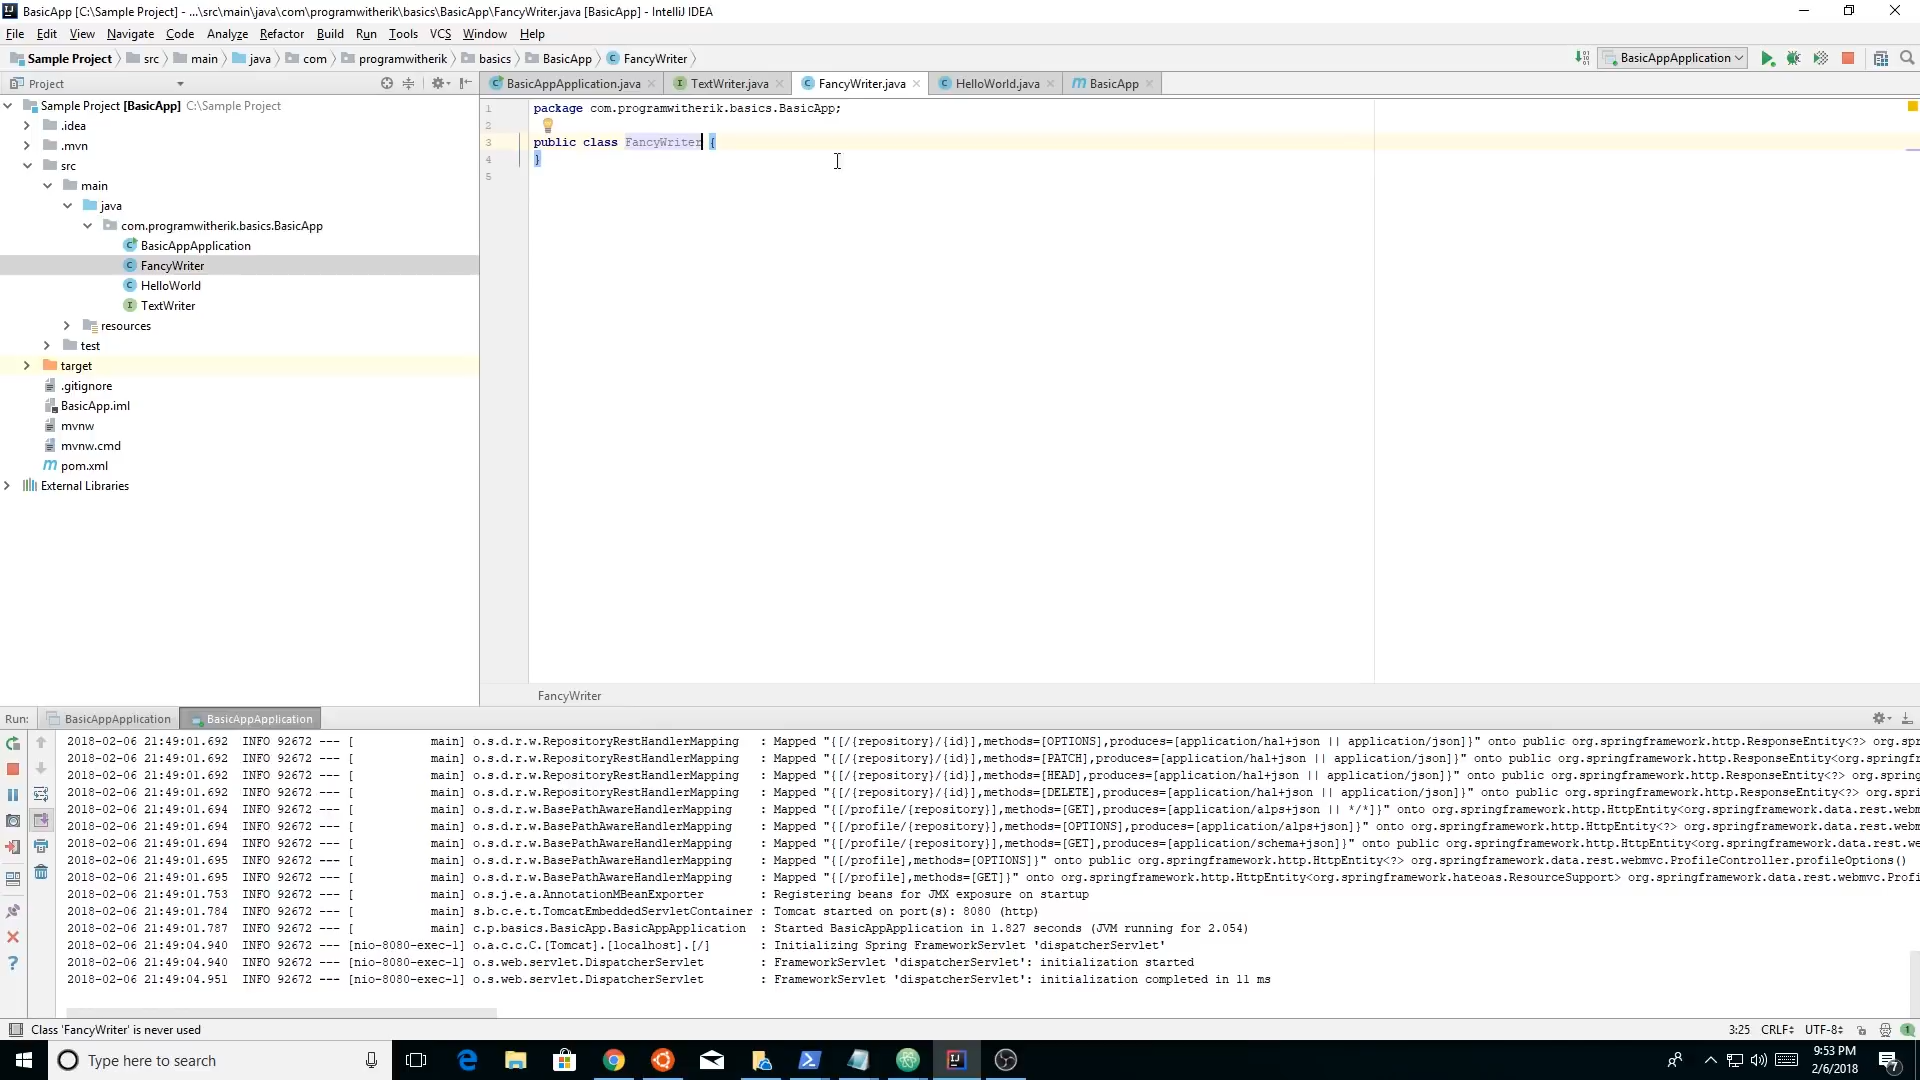 BasicApp [C:\Sample Project] - ...\src\main\java\com\programwitherik\basics\BasicApp\FancyWriter.java [BasicApp] - IntelliJ IDEA
File Edit View Navigate Code Analyze Refactor Build Run Tools VCS Window Help
Sample Project src main java com programwitherik basics BasicApp FancyWriter BasicAppApplication
Project BasicAppApplication.java TextWriter.java FancyWriter.java HelloWorld.java BasicApp
Sample Project [BasicApp] C:\Sample Project
.idea
.mvn
src
main
java
com.programwitherik.basics.BasicApp
BasicAppApplication
FancyWriter
HelloWorld
TextWriter
resources
test
target
.gitignore
BasicApp.iml
mvnw
mvnw.cmd
pom.xml
External Libraries
1 package com.programwitherik.basics.BasicApp;
2
3 public class FancyWriter {
4 }
5
FancyWriter
Run: BasicAppApplication BasicAppApplication
2018-02-06 21:49:01.692 INFO 92672 --- [ main] o.s.d.r.w.RepositoryRestHandlerMapping : Mapped "{[/{repository}/{id}],methods=[OPTIONS],produces=[application/hal+json || application/json]}" onto public org.springframework.http.ResponseEntity<?> org.spr
2018-02-06 21:49:01.692 INFO 92672 --- [ main] o.s.d.r.w.RepositoryRestHandlerMapping : Mapped "{[/{repository}/{id}],methods=[PATCH],produces=[application/hal+json || application/json]}" onto public org.springframework.http.ResponseEntity<org.springf
2018-02-06 21:49:01.692 INFO 92672 --- [ main] o.s.d.r.w.RepositoryRestHandlerMapping : Mapped "{[/{repository}/{id}],methods=[HEAD],produces=[application/hal+json || application/json]}" onto public org.springframework.http.ResponseEntity<?> org.spring
2018-02-06 21:49:01.692 INFO 92672 --- [ main] o.s.d.r.w.RepositoryRestHandlerMapping : Mapped "{[/{repository}/{id}],methods=[DELETE],produces=[application/hal+json || application/json]}" onto public org.springframework.http.ResponseEntity<?> org.spri
2018-02-06 21:49:01.694 INFO 92672 --- [ main] o.s.d.r.w.BasePathAwareHandlerMapping : Mapped "{[/profile/{repository}],methods=[GET],produces=[application/alps+json || */*]}" onto org.springframework.http.HttpEntity<org.springframework.data.rest.webm
2018-02-06 21:49:01.694 INFO 92672 --- [ main] o.s.d.r.w.BasePathAwareHandlerMapping : Mapped "{[/profile/{repository}],methods=[OPTIONS],produces=[application/alps+json]}" onto org.springframework.http.HttpEntity<?> org.springframework.data.rest.webmv
2018-02-06 21:49:01.694 INFO 92672 --- [ main] o.s.d.r.w.BasePathAwareHandlerMapping : Mapped "{[/profile/{repository}],methods=[GET],produces=[application/schema+json]}" onto org.springframework.http.HttpEntity<org.springframework.data.rest.we
2018-02-06 21:49:01.695 INFO 92672 --- [ main] o.s.d.r.w.BasePathAwareHandlerMapping : Mapped "{[/profile],methods=[OPTIONS]}" onto public org.springframework.http.HttpEntity<?> org.springframework.data.rest.webmvc.ProfileController.profileOptions()
2018-02-06 21:49:01.695 INFO 92672 --- [ main] o.s.d.r.w.BasePathAwareHandlerMapping : Mapped "{[/profile],methods=[GET]}" onto org.springframework.http.HttpEntity<org.springframework.hateoas.ResourceSupport> org.springframework.data.rest.webmvc.Profi
2018-02-06 21:49:01.753 INFO 92672 --- [ main] o.s.j.e.a.AnnotationMBeanExporter : Registering beans for JMX exposure on startup
2018-02-06 21:49:01.784 INFO 92672 --- [ main] s.b.c.e.t.TomcatEmbeddedServletContainer : Tomcat started on port(s): 8080 (http)
2018-02-06 21:49:01.787 INFO 92672 --- [ main] c.p.basics.BasicApp.BasicAppApplication : Started BasicAppApplication in 1.827 seconds (JVM running for 2.054)
2018-02-06 21:49:04.940 INFO 92672 --- [nio-8080-exec-1] o.a.c.c.C.[Tomcat].[localhost].[/] : Initializing Spring FrameworkServlet 'dispatcherServlet'
2018-02-06 21:49:04.940 INFO 92672 --- [nio-8080-exec-1] o.s.web.servlet.DispatcherServlet : FrameworkServlet 'dispatcherServlet': initialization started
2018-02-06 21:49:04.951 INFO 92672 --- [nio-8080-exec-1] o.s.web.servlet.DispatcherServlet : FrameworkServlet 'dispatcherServlet': initialization completed in 11 ms
Class 'FancyWriter' is never used 3:25 CRLF UTF-8 1
Type here to search 9:53 PM
2/6/2018 7